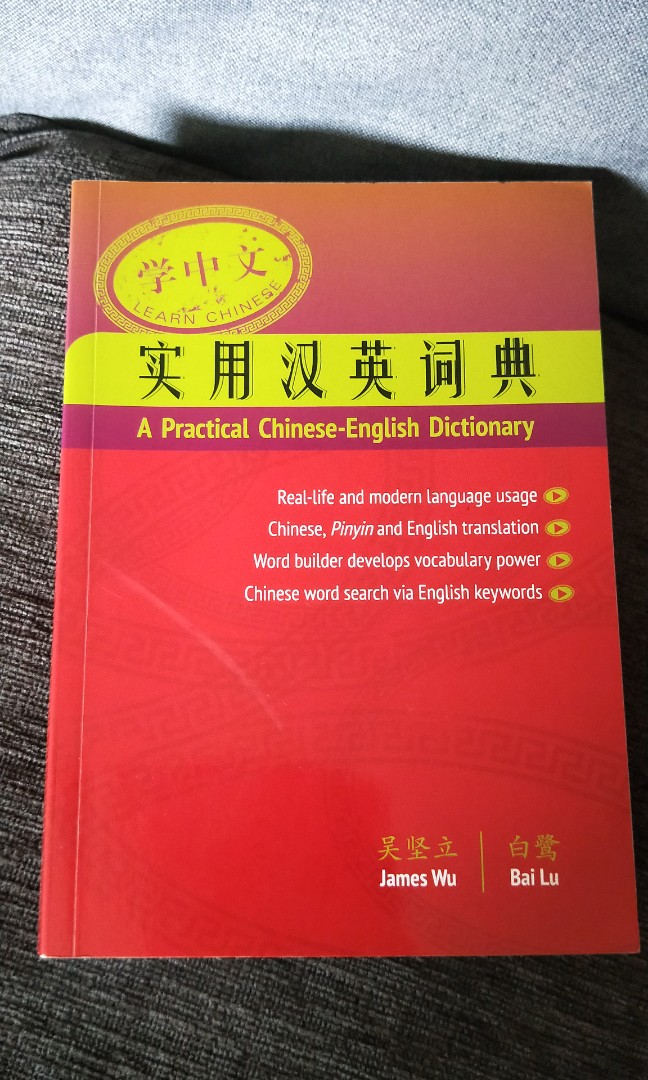 学中文
LEARN CHINESE
实用汉英词典
A Practical Chinese-English Dictionary
Real-life and modern language usage
Chinese, Pinyin and English translation
Word builder develops vocabulary power
Chinese word search via English keywords
吴坚立 白鹭
James Wu Bai Lu